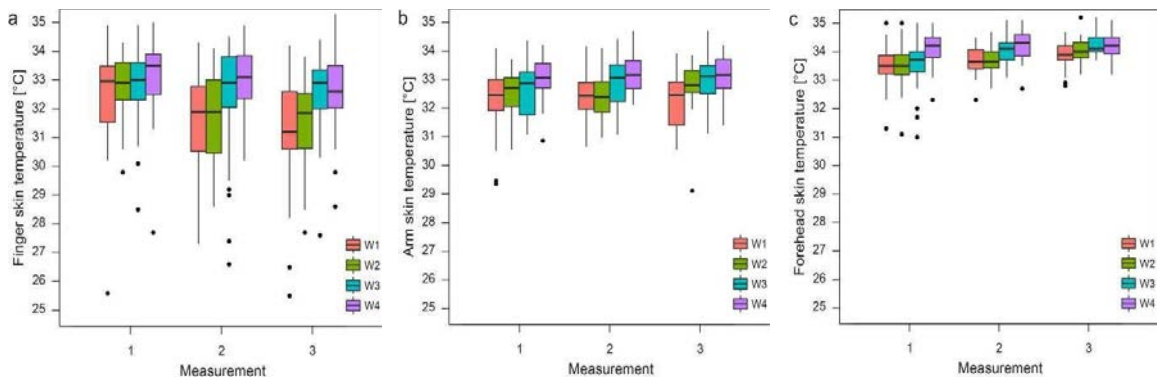 a
Finger skin temperature [°C]
35
34
33
32
31
30
29
28
27
26
25
W1
W2
W3
W4
1 2 3
Measurement
b
Arm skin temperature [°C]
35
34
33
32
31
30
29
28
27
26
25
W1
W2
W3
W4
1 2 3
Measurement
c
Forehead skin temperature [°C]
35
34
33
32
31
30
29
28
27
26
25
W1
W2
W3
W4
1 2 3
Measurement